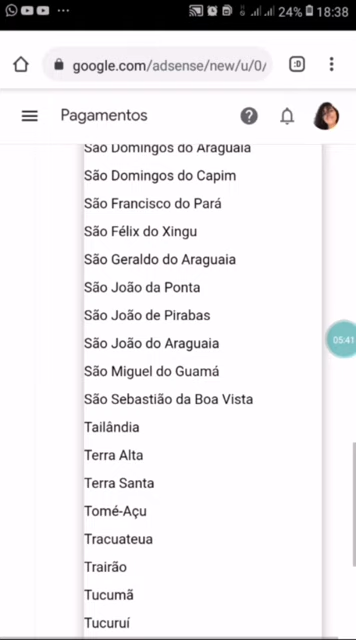 24% 18:38
google.com/adsense/new/u/0/
:D
Pagamentos
São Domingos do Araguaia
São Domingos do Capim
São Francisco do Pará
São Félix do Xingu
São Geraldo do Araguaia
São João da Ponta
São João de Pirabas
São João do Araguaia
05:41
São Miguel do Guamá
São Sebastião da Boa Vista
Tailândia
Terra Alta
Terra Santa
Tomé-Açu
Tracuateua
Trairão
Tucumã
Tucuruí